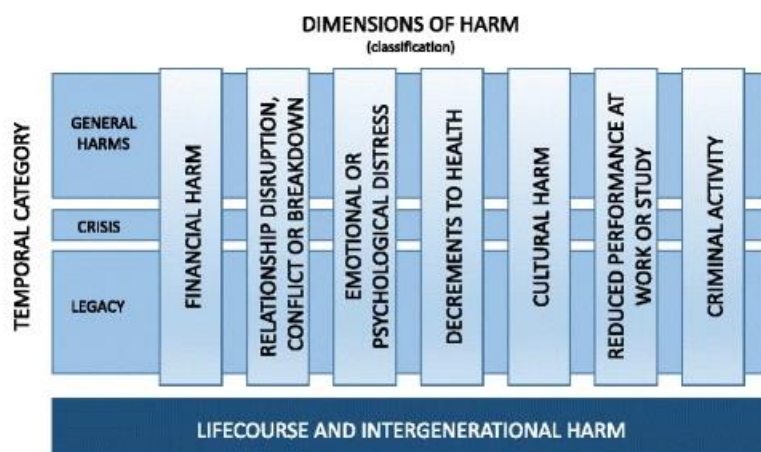 DIMENSIONS OF HARM
(classification)
TEMPORAL CATEGORY
GENERAL
HARMS
CRISIS
LEGACY
FINANCIAL HARM
RELATIONSHIP DISRUPTION,
CONFLICT OR BREAKDOWN
EMOTIONAL OR
PSYCHOLOGICAL DISTRESS
DECREMENTS TO HEALTH
CULTURAL HARM
REDUCED PERFORMANCE AT
WORK OR STUDY
CRIMINAL ACTIVITY
LIFECOURSE AND INTERGENERATIONAL HARM